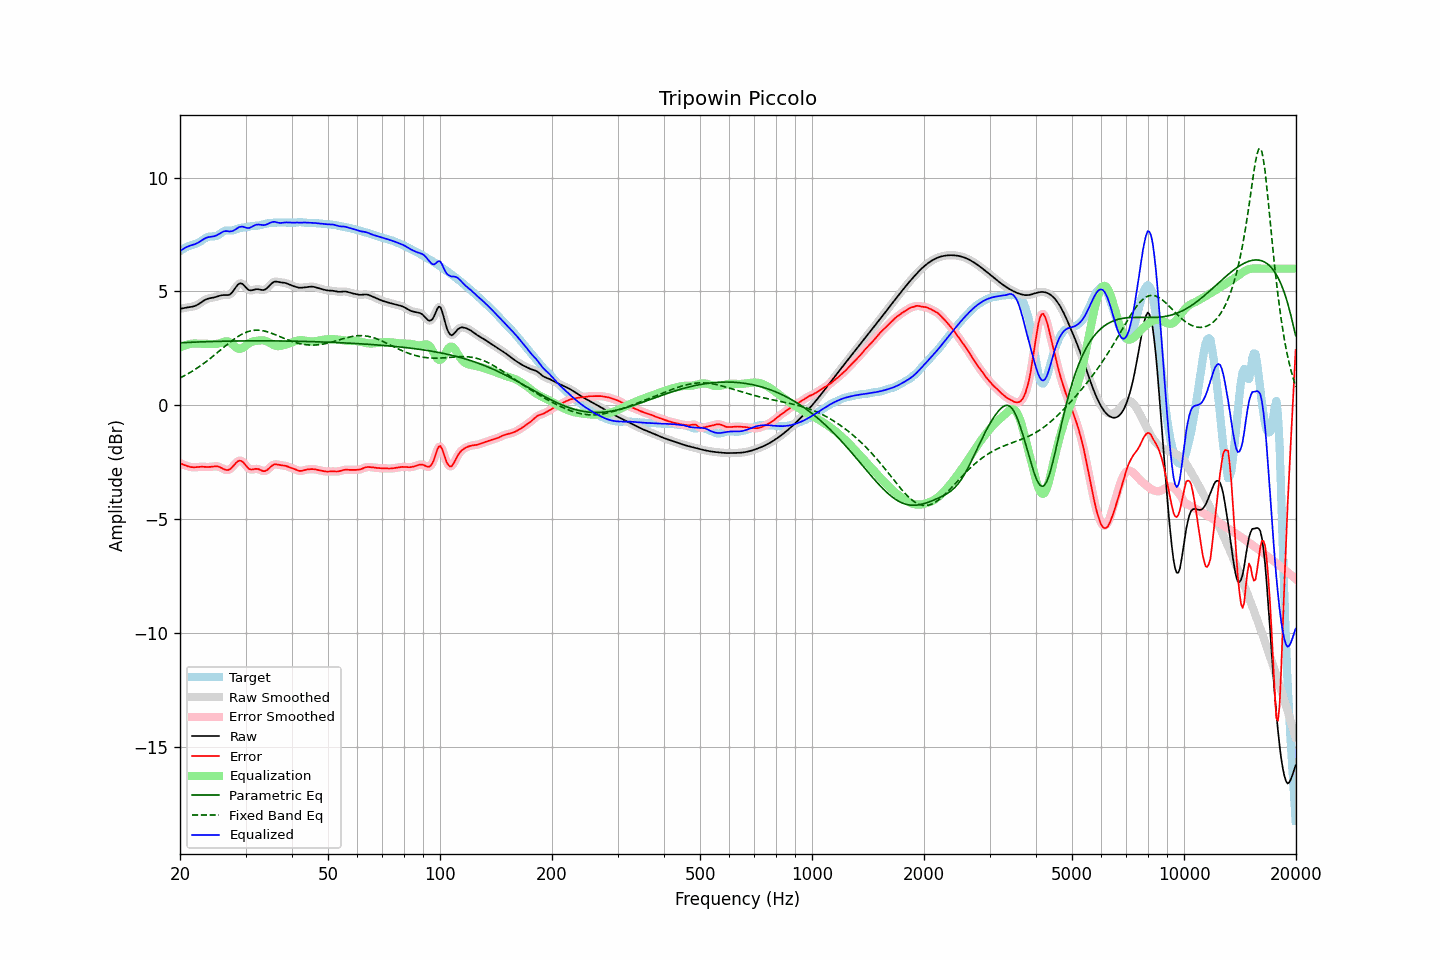 Tripowin Piccolo
Amplitude (dBr)
10
5
0
−5
−10
−15
Target
Raw Smoothed
Error Smoothed
Raw
Error
Equalization
Parametric Eq
Fixed Band Eq
Equalized
20 50 100 200 500 1000 2000 5000 10000 20000
Frequency (Hz)